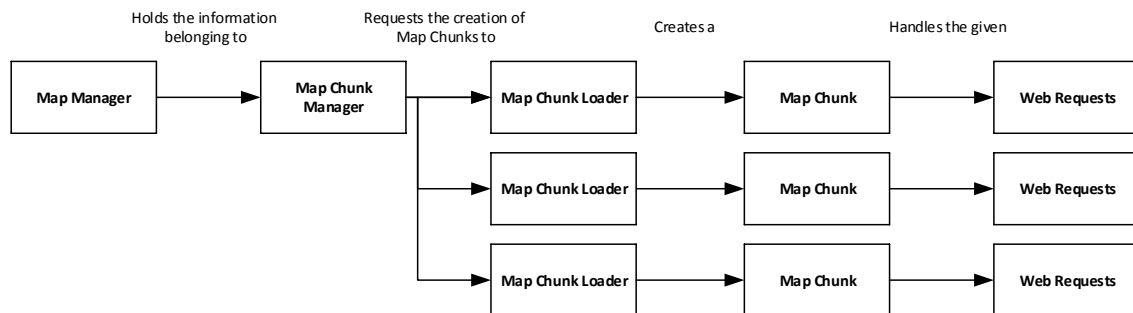 Holds the information
belonging to
Requests the creation of
Map Chunks to
Creates a
Handles the given
Map Manager
Map Chunk
Manager
Map Chunk Loader
Map Chunk
Web Requests
Map Chunk Loader
Map Chunk
Web Requests
Map Chunk Loader
Map Chunk
Web Requests